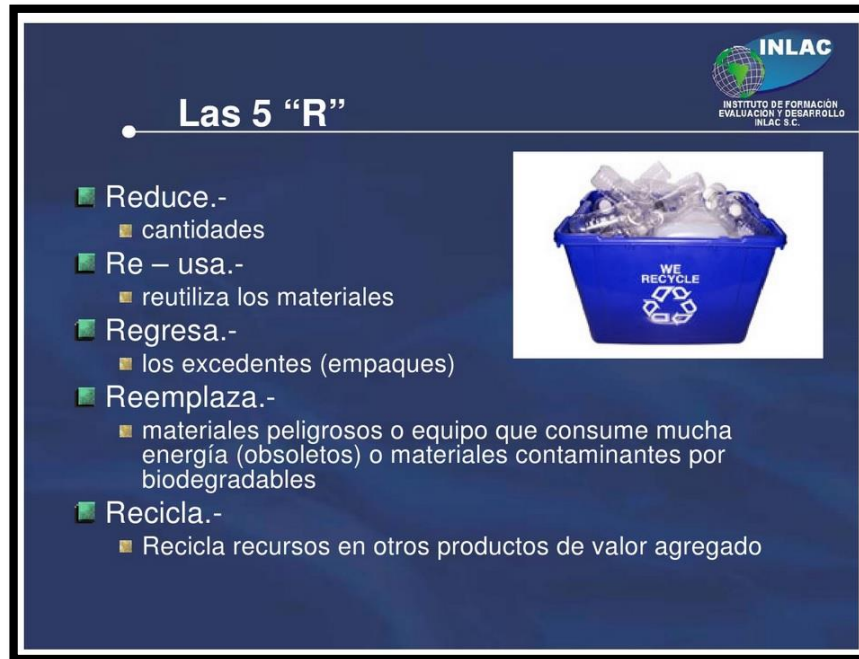 INLAC
INSTITUTO DE FORMACIÓN
EVALUACIÓN Y DESARROLLO
INLAC S.C.
Las 5 “R”
Reduce.-
cantidades
Re – usa.-
reutiliza los materiales
Regresa.-
los excedentes (empaques)
Reemplaza.-
materiales peligrosos o equipo que consume mucha
energía (obsoletos) o materiales contaminantes por
biodegradables
Recicla.-
Recicla recursos en otros productos de valor agregado
WE
RECYCLE